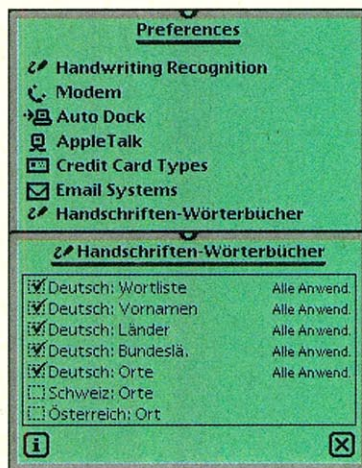 Preferences
Handwriting Recognition
Modem
Auto Dock
AppleTalk
Credit Card Types
Email Systems
Handschriften-Wörterbücher
Handschriften-Wörterbücher
Deutsch: Wortliste Alle Anwend.
Deutsch: Vornamen Alle Anwend.
Deutsch: Länder Alle Anwend.
Deutsch: Bundeslä. Alle Anwend.
Deutsch: Orte Alle Anwend.
Schweiz: Orte
Österreich: Ort
i